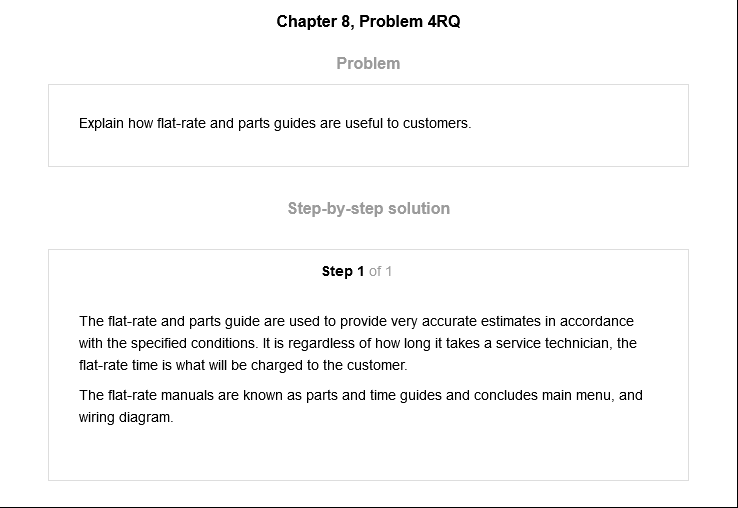 Chapter 8, Problem 4RQ
Problem
Explain how flat-rate and parts guides are useful to customers.
Step-by-step solution
Step 1 of 1
The flat-rate and parts guide are used to provide very accurate estimates in accordance
with the specified conditions. It is regardless of how long it takes a service technician, the
flat-rate time is what will be charged to the customer.
The flat-rate manuals are known as parts and time guides and concludes main menu, and
wiring diagram.